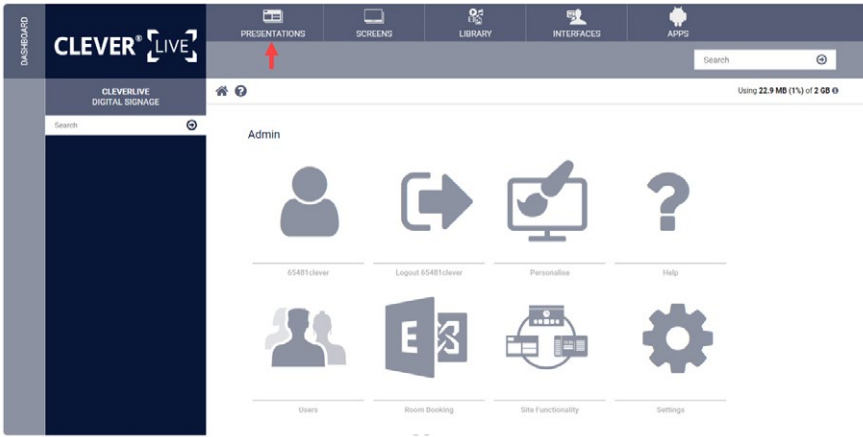 DASHBOARD
CLEVER® [LIVE]
PRESENTATIONS
SCREENS
LIBRARY
INTERFACES
APPS
Search
CLEVERLIVE
DIGITAL SIGNAGE
Search
Using 22.9 MB (1%) of 2 GB
Admin
65481clever
Logout 65481clever
Personalise
Help
E
Users
Room Booking
Site Functionality
Settings